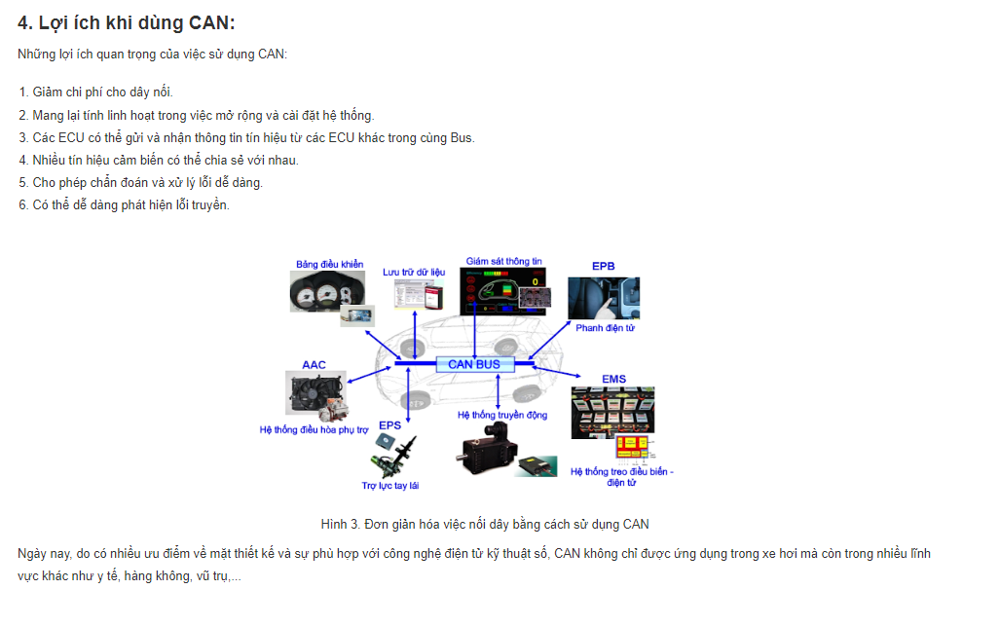 4. Lợi ích khi dùng CAN:
Những lợi ích quan trọng của việc sử dụng CAN:
1. Giảm chi phí cho dây nối.
2. Mang lại tính linh hoạt trong việc mở rộng và cài đặt hệ thống.
3. Các ECU có thể gửi và nhận thông tin tín hiệu từ các ECU khác trong cùng Bus.
4. Nhiều tín hiệu cảm biến có thể chia sẻ với nhau.
5. Cho phép chẩn đoán và xử lý lỗi dễ dàng.
6. Có thể dễ dàng phát hiện lỗi truyền.
Bảng điều khiển
Lưu trữ dữ liệu
Giám sát thông tin
EPB
Phanh điện tử
AAC
CAN BUS
EMS
Hệ thống điều hòa phụ trợ
EPS
Hệ thống truyền động
Trợ lực tay lái
Hệ thống treo điều biến -
điện tử
Hình 3. Đơn giản hóa việc nối dây bằng cách sử dụng CAN
Ngày nay, do có nhiều ưu điểm về mặt thiết kế và sự phù hợp với công nghệ điện tử kỹ thuật số, CAN không chỉ được ứng dụng trong xe hơi mà còn trong nhiều lĩnh
vực khác như y tế, hàng không, vũ trụ,...